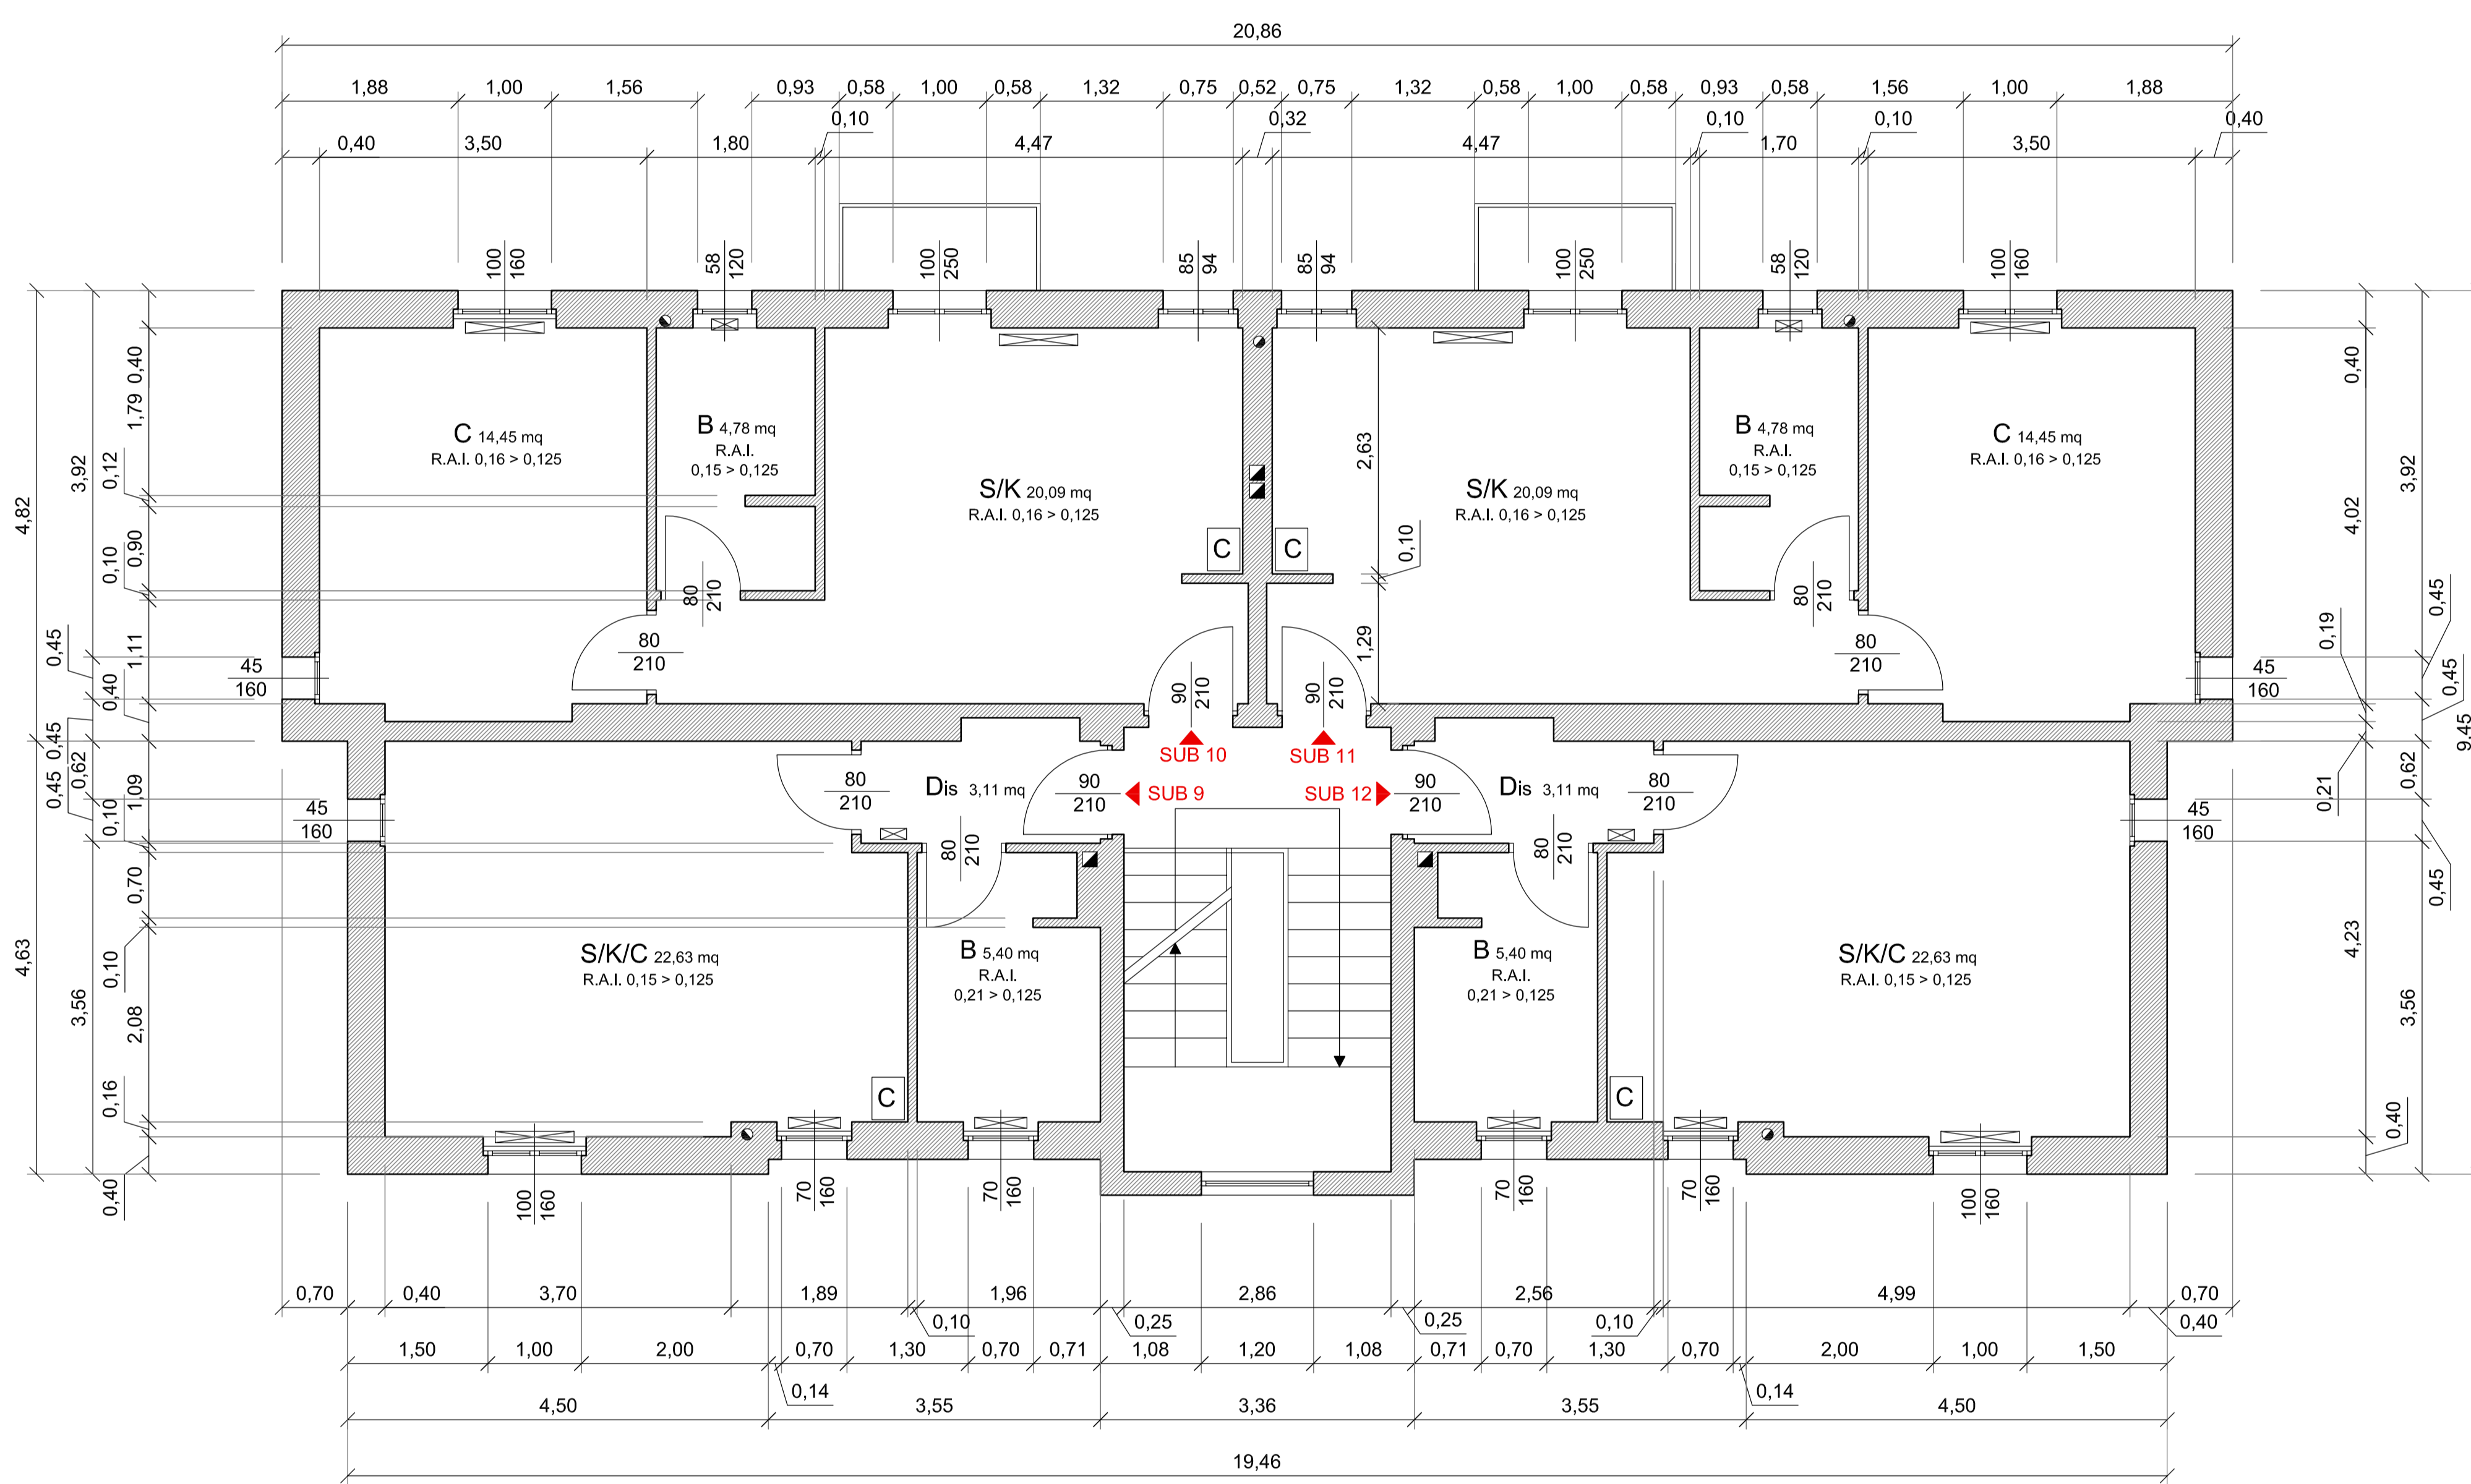 20,86
1,88 1,00 1,56 0,93 0,58 1,00 0,58 1,32 0,75 0,52 0,75 1,32 0,58 1,00 0,58 0,93 0,58 1,56 1,00 1,88
0,10 0,32 0,10 0,10 0,40
0,40 3,50 1,80 4,47 4,47 1,70 3,50
100 160 58 120 100 250 85 94 85 94 100 250 58 120 100 160
C 14,45 mq
R.A.I. 0,16 > 0,125
B 4,78 mq
R.A.I.
0,15 > 0,125
S/K 20,09 mq
R.A.I. 0,16 > 0,125
S/K 20,09 mq
R.A.I. 0,16 > 0,125
B 4,78 mq
R.A.I.
0,15 > 0,125
C 14,45 mq
R.A.I. 0,16 > 0,125
C C
2,63
0,10
1,29
80
210
80
210
80
210
80
210
45
160
45
160
90
210
90
210
SUB 10
SUB 11
SUB 9
SUB 12
80
210
Dis 3,11 mq
90
210
90
210
Dis 3,11 mq
80
210
45
160
45
160
80
210
80
210
S/K/C 22,63 mq
R.A.I. 0,15 > 0,125
B 5,40 mq
R.A.I.
0,21 > 0,125
B 5,40 mq
R.A.I.
0,21 > 0,125
S/K/C 22,63 mq
R.A.I. 0,15 > 0,125
C C
100 160 70 160 70 160 70 160 70 160 100 160
4,82
4,63
3,92
0,45
0,45
0,62
0,45
3,56
0,40
1,79
0,12
0,90
0,10
1,11
0,40
1,09
0,10
0,70
0,10
2,08
0,16
0,40
0,40
4,02
0,19
0,21
4,23
0,40
3,92
0,45
0,45
0,62
0,45
3,56
9,45
0,70 0,40 3,70 1,89 1,96 2,86 2,56 4,99 0,70
0,10 0,25 0,25 0,10 0,40
1,50 1,00 2,00 0,70 1,30 0,70 0,71 1,08 1,20 1,08 0,71 0,70 1,30 0,70 2,00 1,00 1,50
0,14 0,14
4,50 3,55 3,36 3,55 4,50
19,46